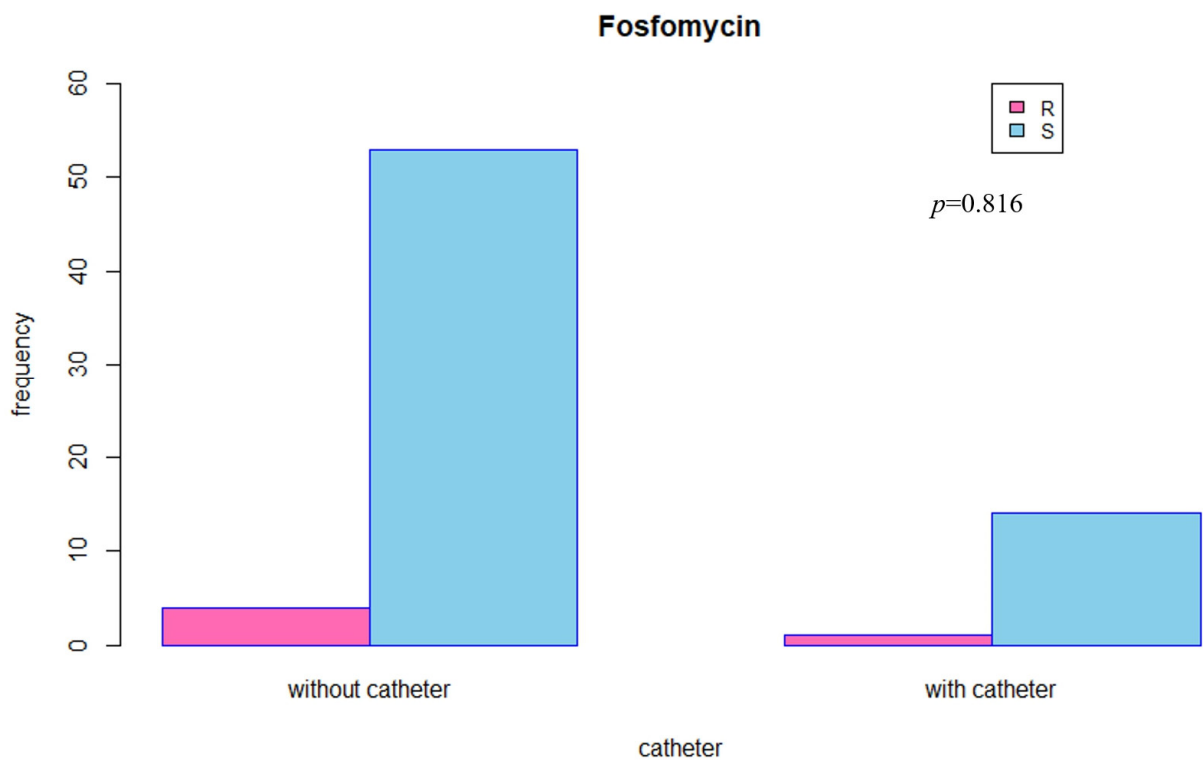 Fosfomycin
R
S
p=0.816
frequency
60
50
40
30
20
10
0
without catheter
with catheter
catheter